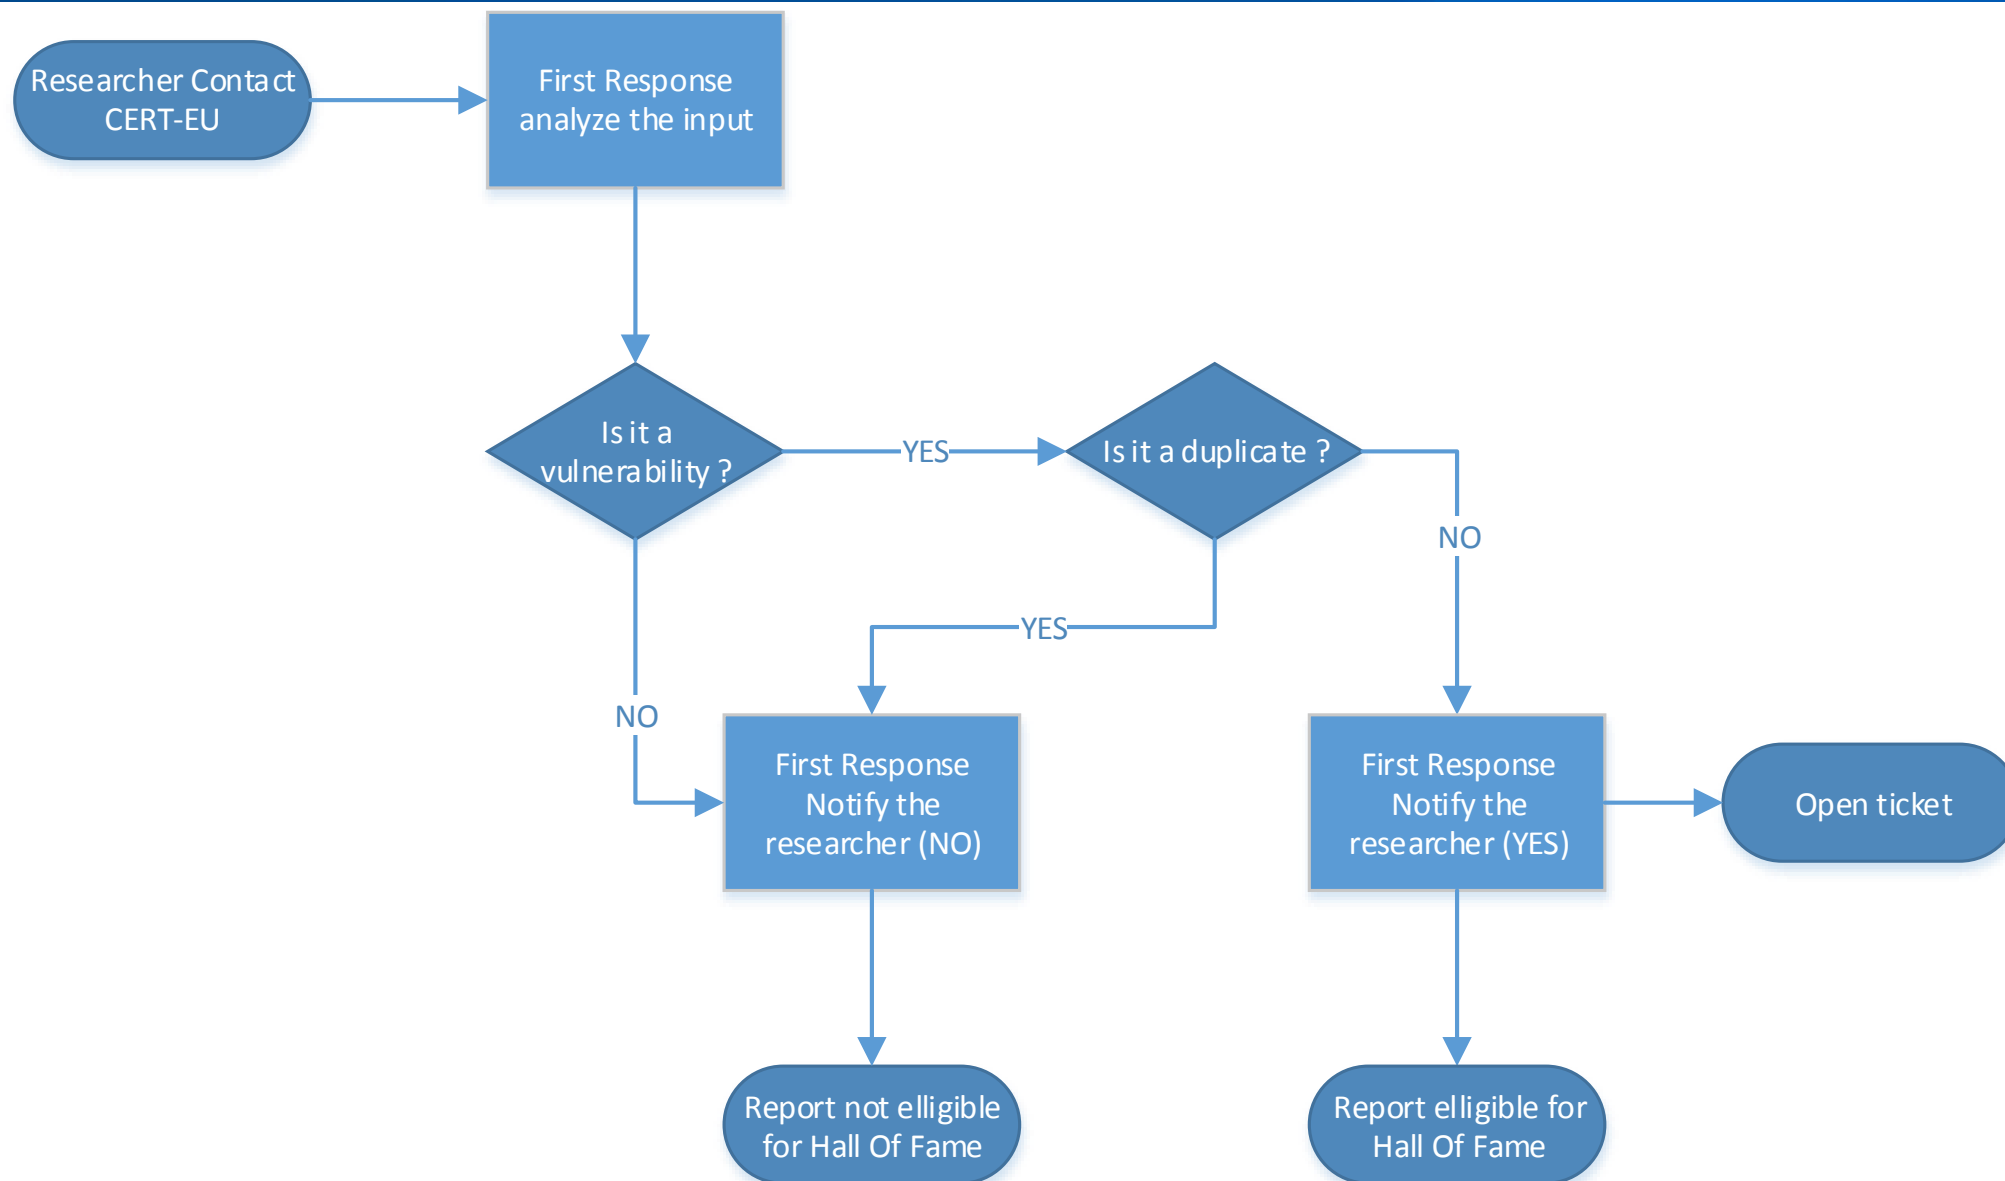 Researcher Contact
CERT-EU
First Response
analyze the input
Is it a
vulnerability ?
YES
Is it a duplicate ?
NO
YES
NO
First Response
Notify the
researcher (NO)
First Response
Notify the
researcher (YES)
Open ticket
Report not elligible
for Hall Of Fame
Report elligible for
Hall Of Fame